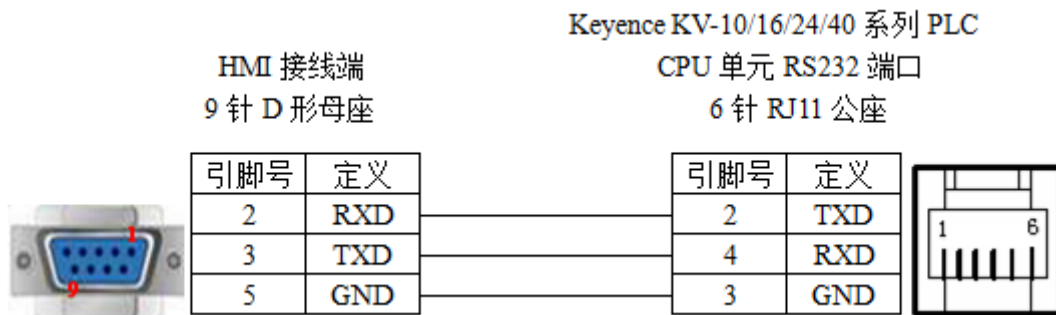 Keyence KV-10/16/24/40 系列 PLC
HMI 接线端 CPU 单元 RS232 端口
9 针 D 形母座 6 针 RJ11 公座
引脚号 定义 引脚号 定义
2 RXD 2 TXD
3 TXD 4 RXD
5 GND 3 GND
1
9
1 6